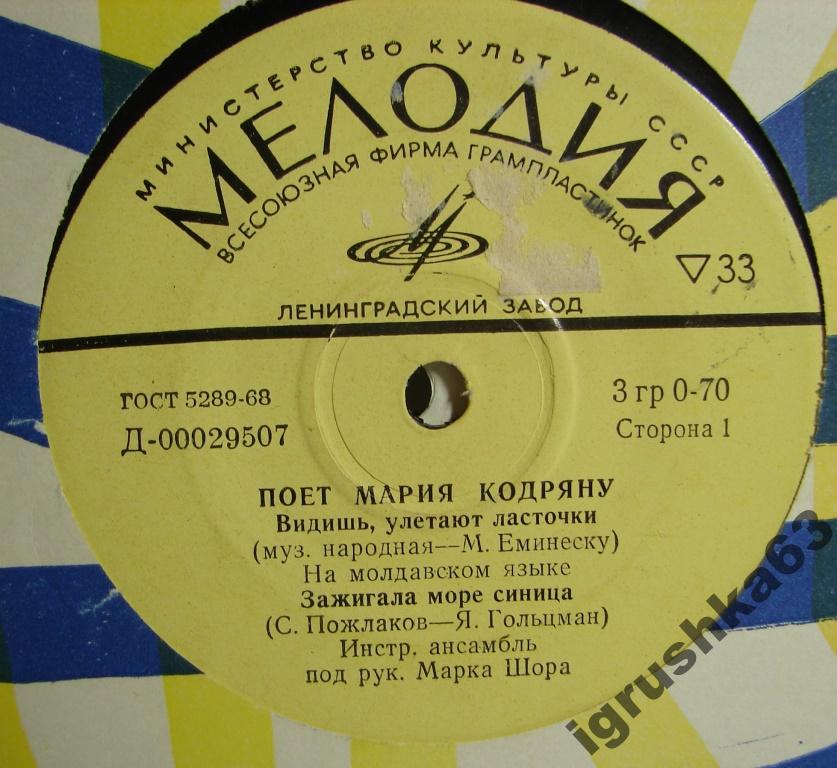 МИНИСТЕРСТВО КУЛЬТУРЫ СССР
МЕЛОДИЯ
ВСЕСОЮЗНАЯ ФИРМА ГРАМПЛАСТИНОК
▽33
ЛЕНИНГРАДСКИЙ ЗАВОД
ГОСТ 5289-68
3 гр 0-70
Д-00029507
Сторона 1
ПОЕТ МАРИЯ КОДРЯНУ
Видишь, улетают ласточки
(муз. народная—М. Еминеску)
На молдавском языке
Зажигала море синица
(С. Пожлаков—Я. Гольцман)
Инстр. ансамбль
под рук. Марка Шора
igrushka63